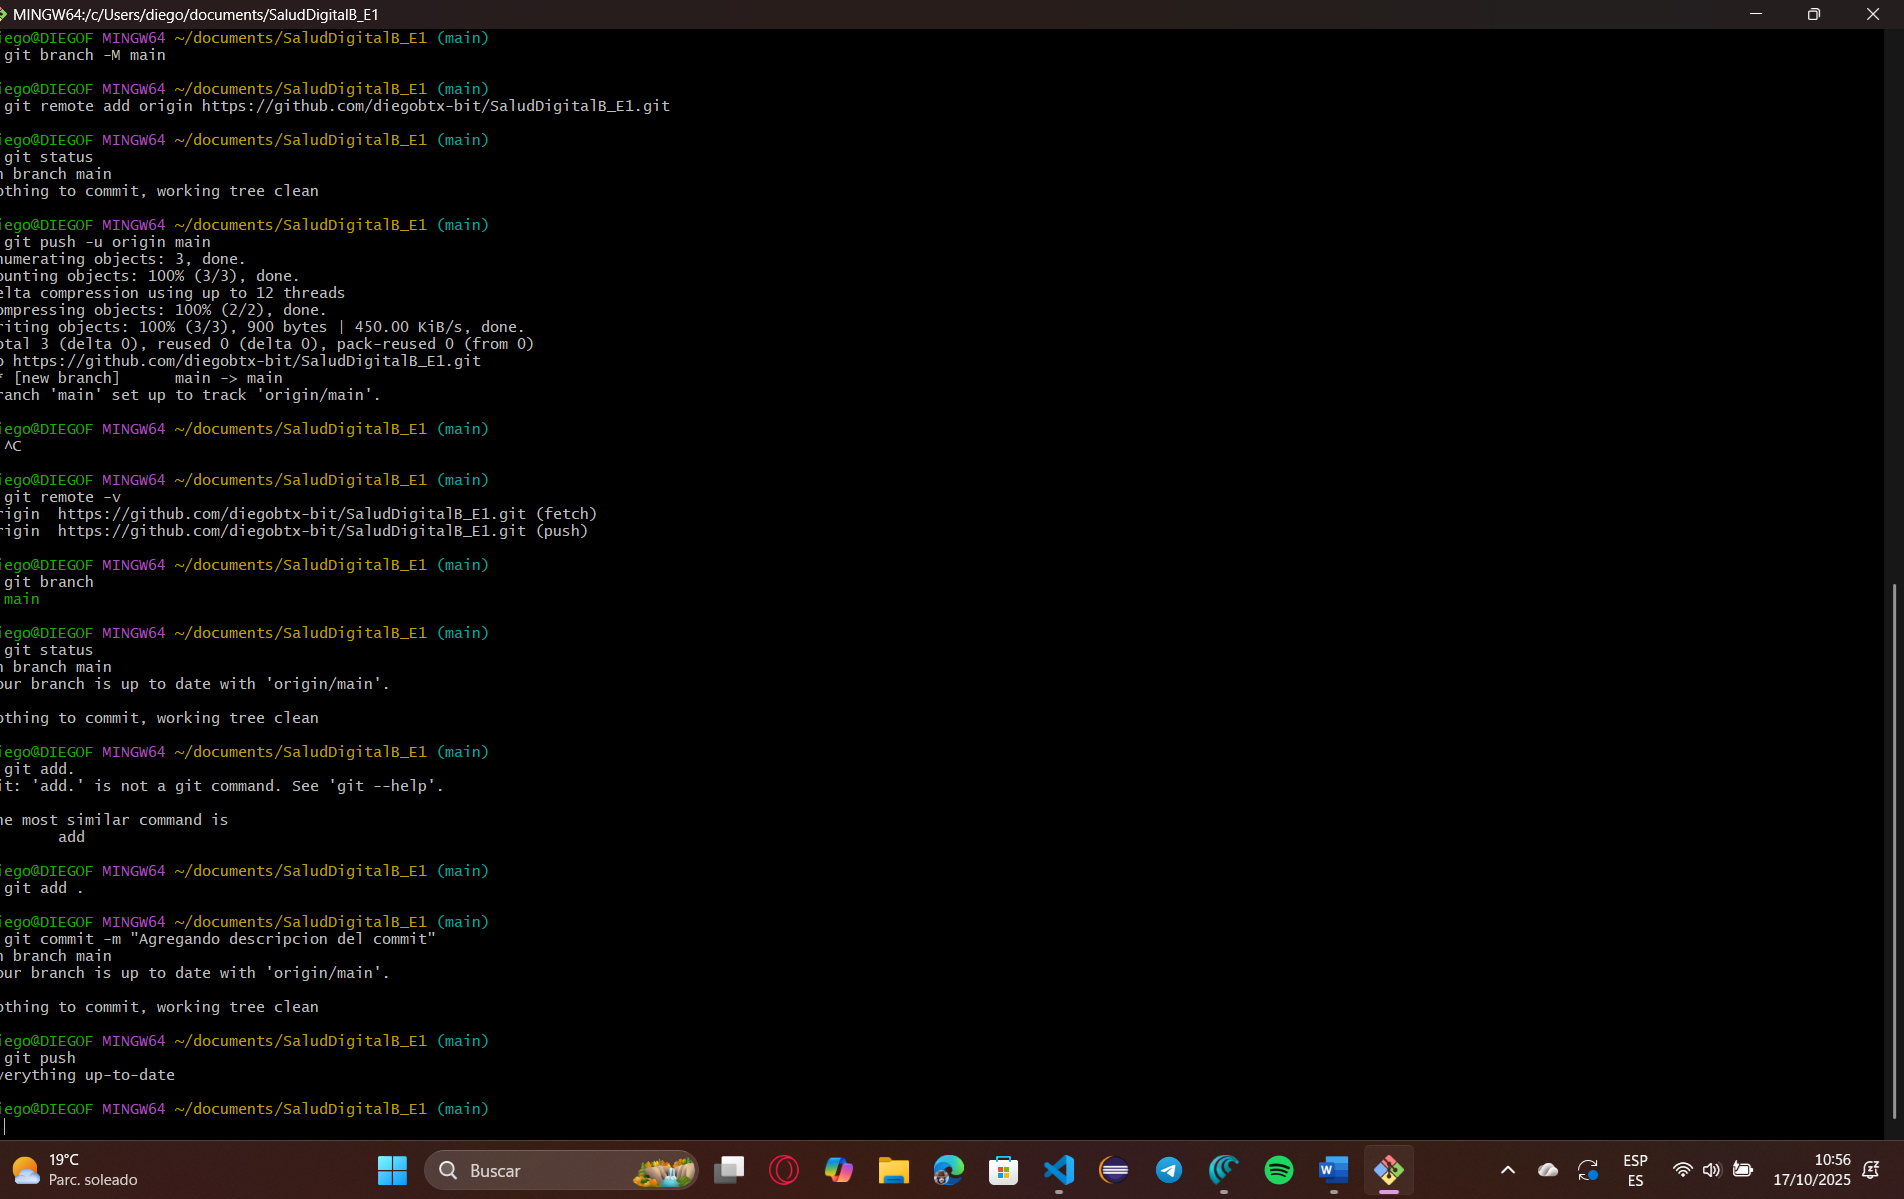 MINGW64:/c/Users/diego/documents/SaludDigitalB_E1
iego@DIEGOF MINGW64 ~/documents/SaludDigitalB_E1 (main)
git branch -M main
iego@DIEGOF MINGW64 ~/documents/SaludDigitalB_E1 (main)
git remote add origin https://github.com/diegobtx-bit/SaludDigitalB_E1.git
iego@DIEGOF MINGW64 ~/documents/SaludDigitalB_E1 (main)
git status
n branch main
othing to commit, working tree clean
iego@DIEGOF MINGW64 ~/documents/SaludDigitalB_E1 (main)
git push -u origin main
numerating objects: 3, done.
ounting objects: 100% (3/3), done.
elta compression using up to 12 threads
ompressing objects: 100% (2/2), done.
riting objects: 100% (3/3), 900 bytes | 450.00 KiB/s, done.
otal 3 (delta 0), reused 0 (delta 0), pack-reused 0 (from 0)
o https://github.com/diegobtx-bit/SaludDigitalB_E1.git
* [new branch]      main -> main
ranch 'main' set up to track 'origin/main'.
iego@DIEGOF MINGW64 ~/documents/SaludDigitalB_E1 (main)
^C
iego@DIEGOF MINGW64 ~/documents/SaludDigitalB_E1 (main)
git remote -v
rigin  https://github.com/diegobtx-bit/SaludDigitalB_E1.git (fetch)
rigin  https://github.com/diegobtx-bit/SaludDigitalB_E1.git (push)
iego@DIEGOF MINGW64 ~/documents/SaludDigitalB_E1 (main)
git branch
main
iego@DIEGOF MINGW64 ~/documents/SaludDigitalB_E1 (main)
git status
n branch main
our branch is up to date with 'origin/main'.
othing to commit, working tree clean
iego@DIEGOF MINGW64 ~/documents/SaludDigitalB_E1 (main)
git add.
it: 'add.' is not a git command. See 'git --help'.
he most similar command is
add
iego@DIEGOF MINGW64 ~/documents/SaludDigitalB_E1 (main)
git add .
iego@DIEGOF MINGW64 ~/documents/SaludDigitalB_E1 (main)
git commit -m "Agregando descripcion del commit"
n branch main
our branch is up to date with 'origin/main'.
othing to commit, working tree clean
iego@DIEGOF MINGW64 ~/documents/SaludDigitalB_E1 (main)
git push
verything up-to-date
iego@DIEGOF MINGW64 ~/documents/SaludDigitalB_E1 (main)
19°C
Parc. soleado
Buscar
ESP
ES
10:56
17/10/2025